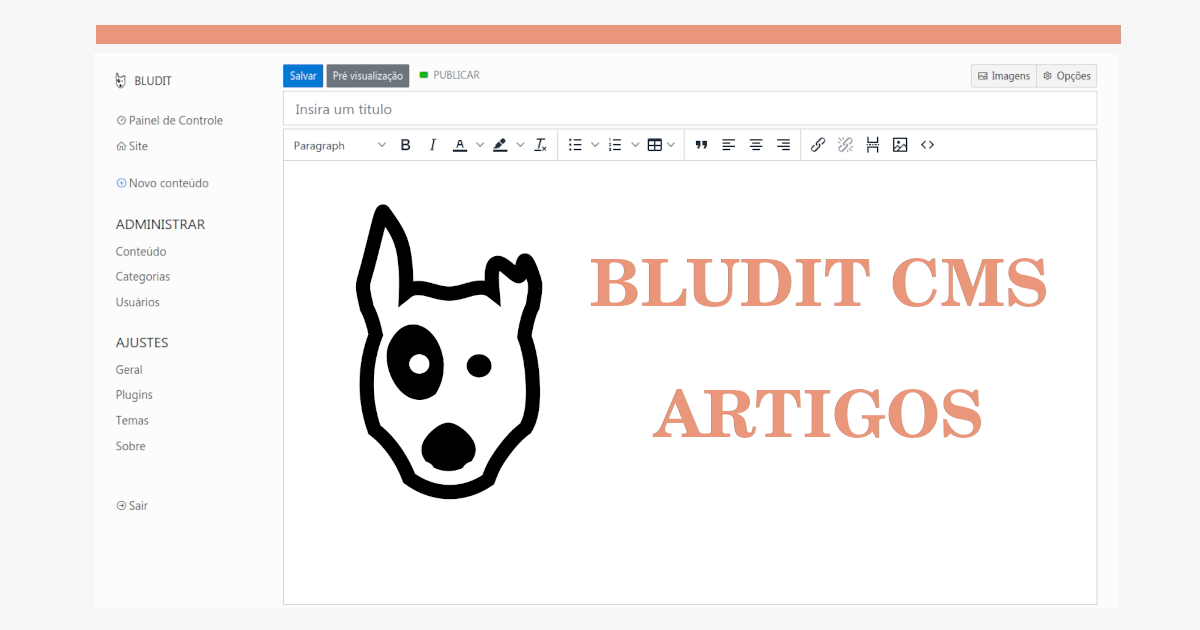 BLUDIT
Painel de Controle
Site
Novo conteúdo
ADMINISTRAR
Conteúdo
Categorias
Usuários
AJUSTES
Geral
Plugins
Temas
Sobre
Sair
Salvar Pré visualização PUBLICAR Imagens Opções
Insira um título
Paragraph B I A
BLUDIT CMS
ARTIGOS